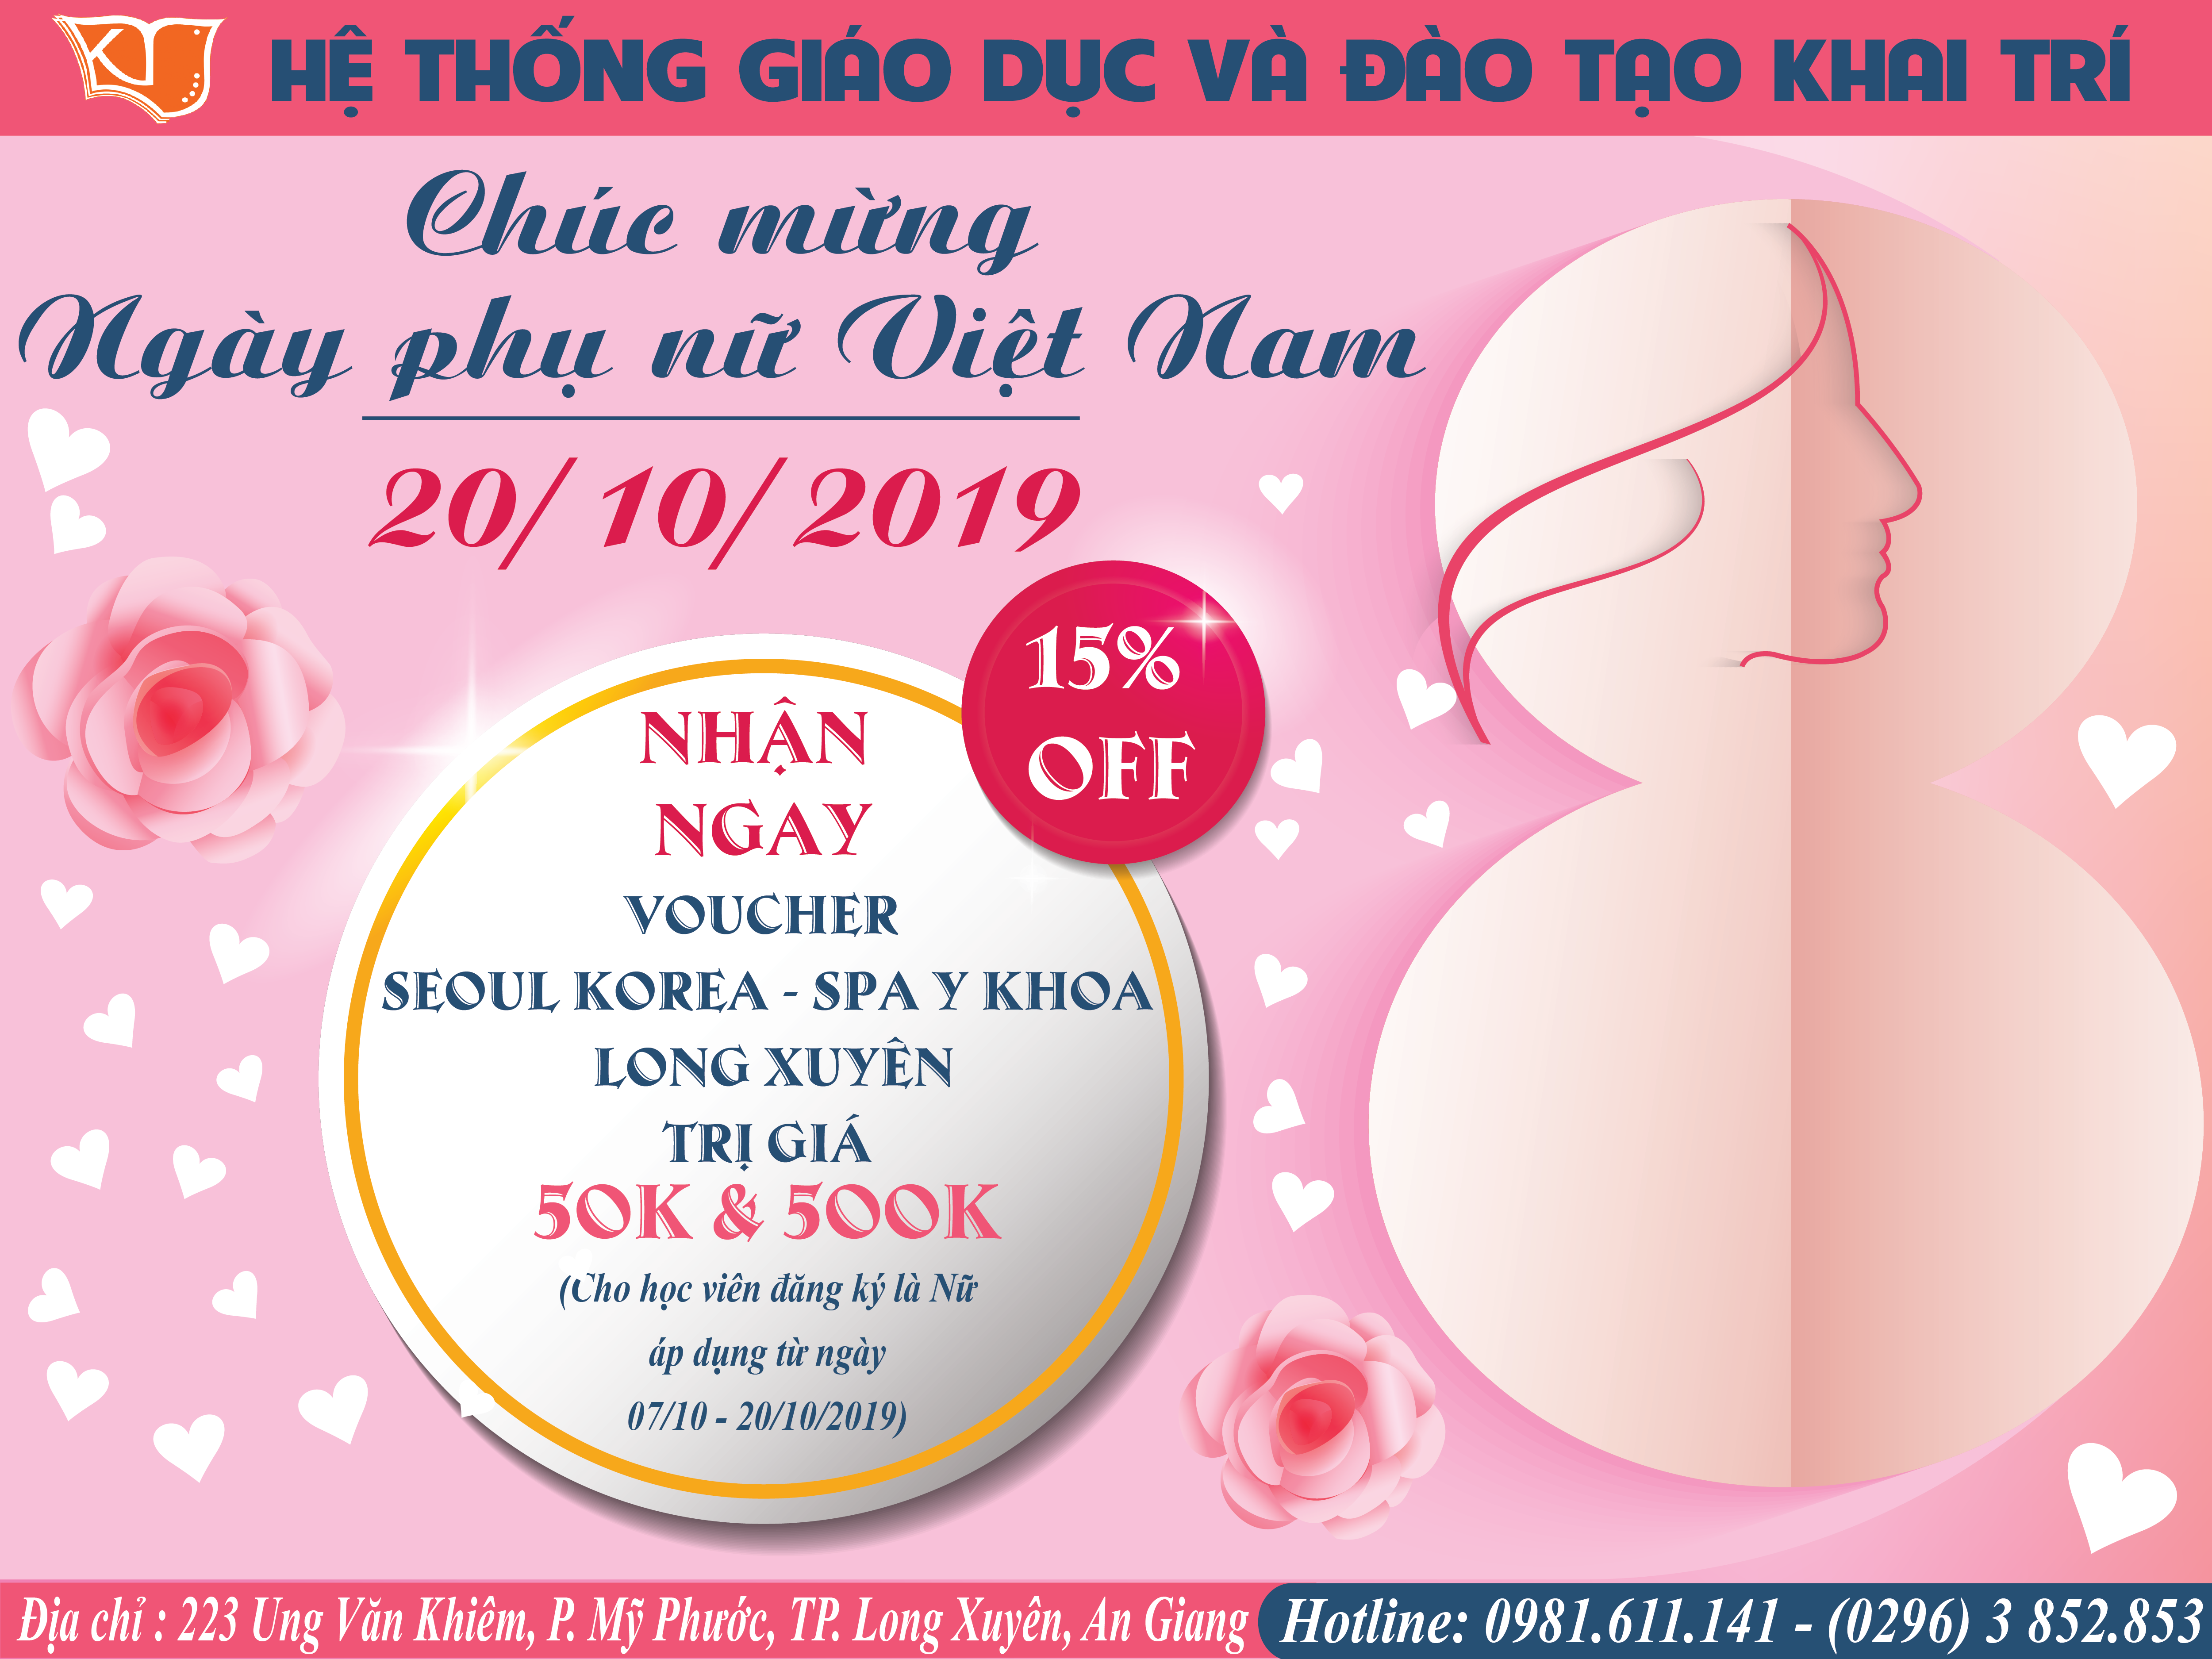 KT
HỆ THỐNG GIÁO DỤC VÀ ĐÀO TẠO KHAI TRÍ
Chúc mừng
Ngày phụ nữ Việt Nam
20/10/2019
15%
OFF
NHẬN
NGAY
VOUCHER
SEOUL KOREA - SPA Y KHOA
LONG XUYÊN
TRỊ GIÁ
50K & 500K
(Cho học viên đăng ký là Nữ
áp dụng từ ngày
07/10 - 20/10/2019)
Địa chỉ : 223 Ung Văn Khiêm, P. Mỹ Phước, TP. Long Xuyên, An Giang
Hotline: 0981.611.141 - (0296) 3 852.853